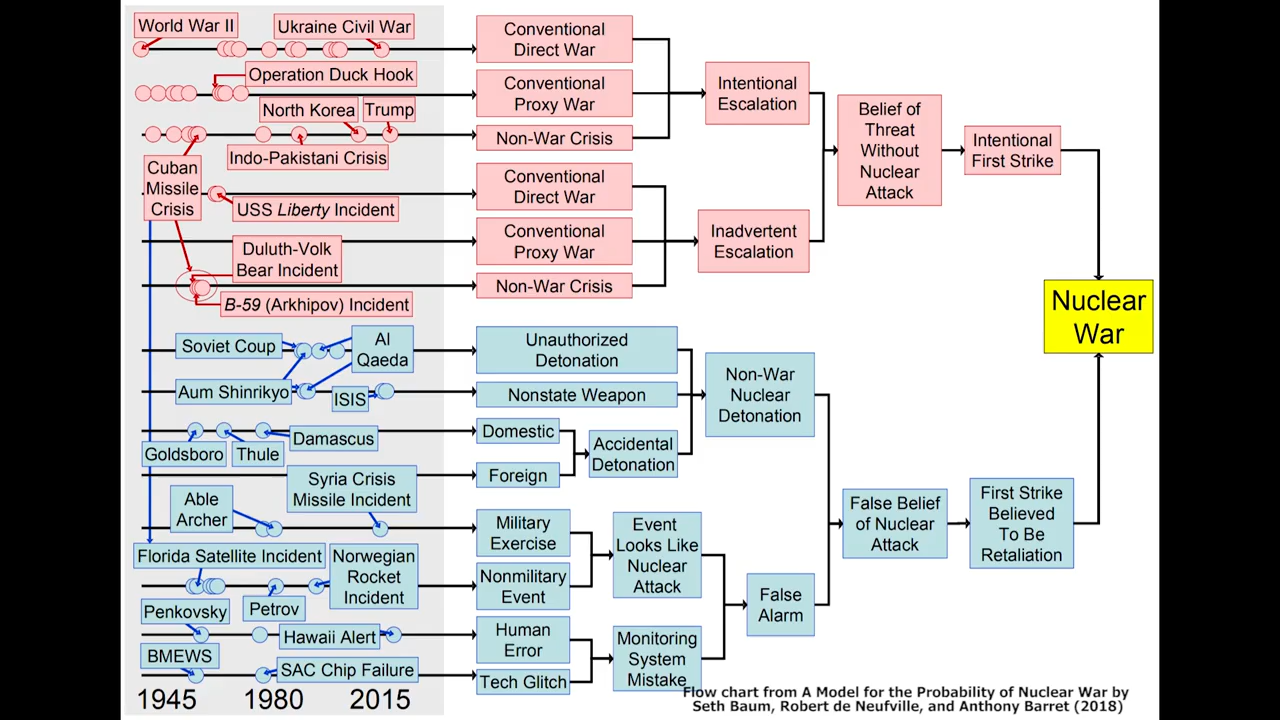 World War II
Ukraine Civil War
Operation Duck Hook
North Korea
Trump
Indo-Pakistani Crisis
Cuban
Missile
Crisis
USS Liberty Incident
Duluth-Volk
Bear Incident
B-59 (Arkhipov) Incident
Soviet Coup
Al
Qaeda
Aum Shinrikyo
ISIS
Goldsboro
Thule
Damascus
Syria Crisis
Missile Incident
Able
Archer
Florida Satellite Incident
Norwegian
Rocket
Incident
Penkovsky
Petrov
Hawaii Alert
BMEWS
SAC Chip Failure
1945
1980
2015
Conventional
Direct War
Conventional
Proxy War
Non-War Crisis
Conventional
Direct War
Conventional
Proxy War
Non-War Crisis
Unauthorized
Detonation
Nonstate Weapon
Domestic
Foreign
Accidental
Detonation
Military
Exercise
Nonmilitary
Event
Human
Error
Tech Glitch
Event
Looks Like
Nuclear
Attack
Monitoring
System
Mistake
Intentional
Escalation
Inadvertent
Escalation
Non-War
Nuclear
Detonation
False
Alarm
Belief of
Threat
Without
Nuclear
Attack
False Belief
of Nuclear
Attack
Intentional
First Strike
First Strike
Believed
To Be
Retaliation
Nuclear
War
Flow chart from A Model for the Probability of Nuclear War by
Seth Baum, Robert de Neufville, and Anthony Barret (2018)